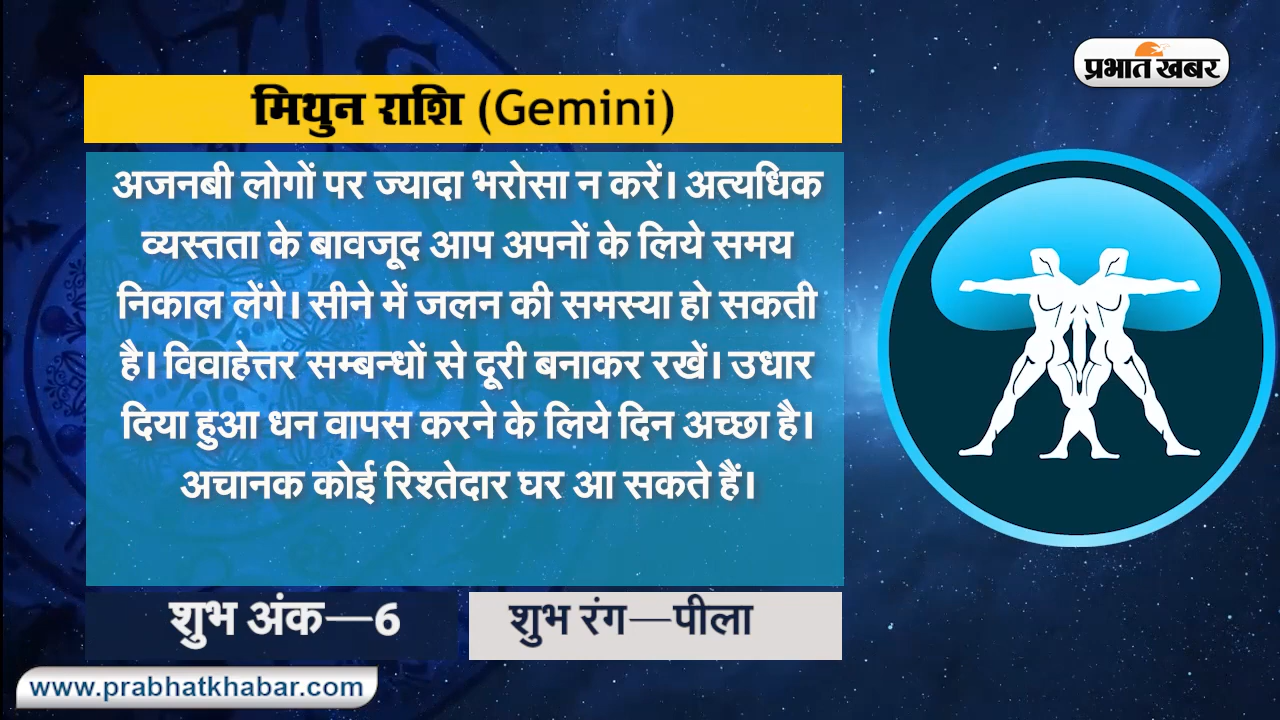 प्रभात खबर
मिथुन राशि (Gemini)
अजनबी लोगों पर ज्यादा भरोसा न करें। अत्यधिक
व्यस्तता के बावजूद आप अपनों के लिये समय
निकाल लेंगे। सीने में जलन की समस्या हो सकती
है। विवाहेत्तर सम्बन्धों से दूरी बनाकर रखें। उधार
दिया हुआ धन वापस करने के लिये दिन अच्छा है।
अचानक कोई रिश्तेदार घर आ सकते हैं।
शुभ अंक—6
शुभ रंग—पीला
www.prabhatkhabar.com